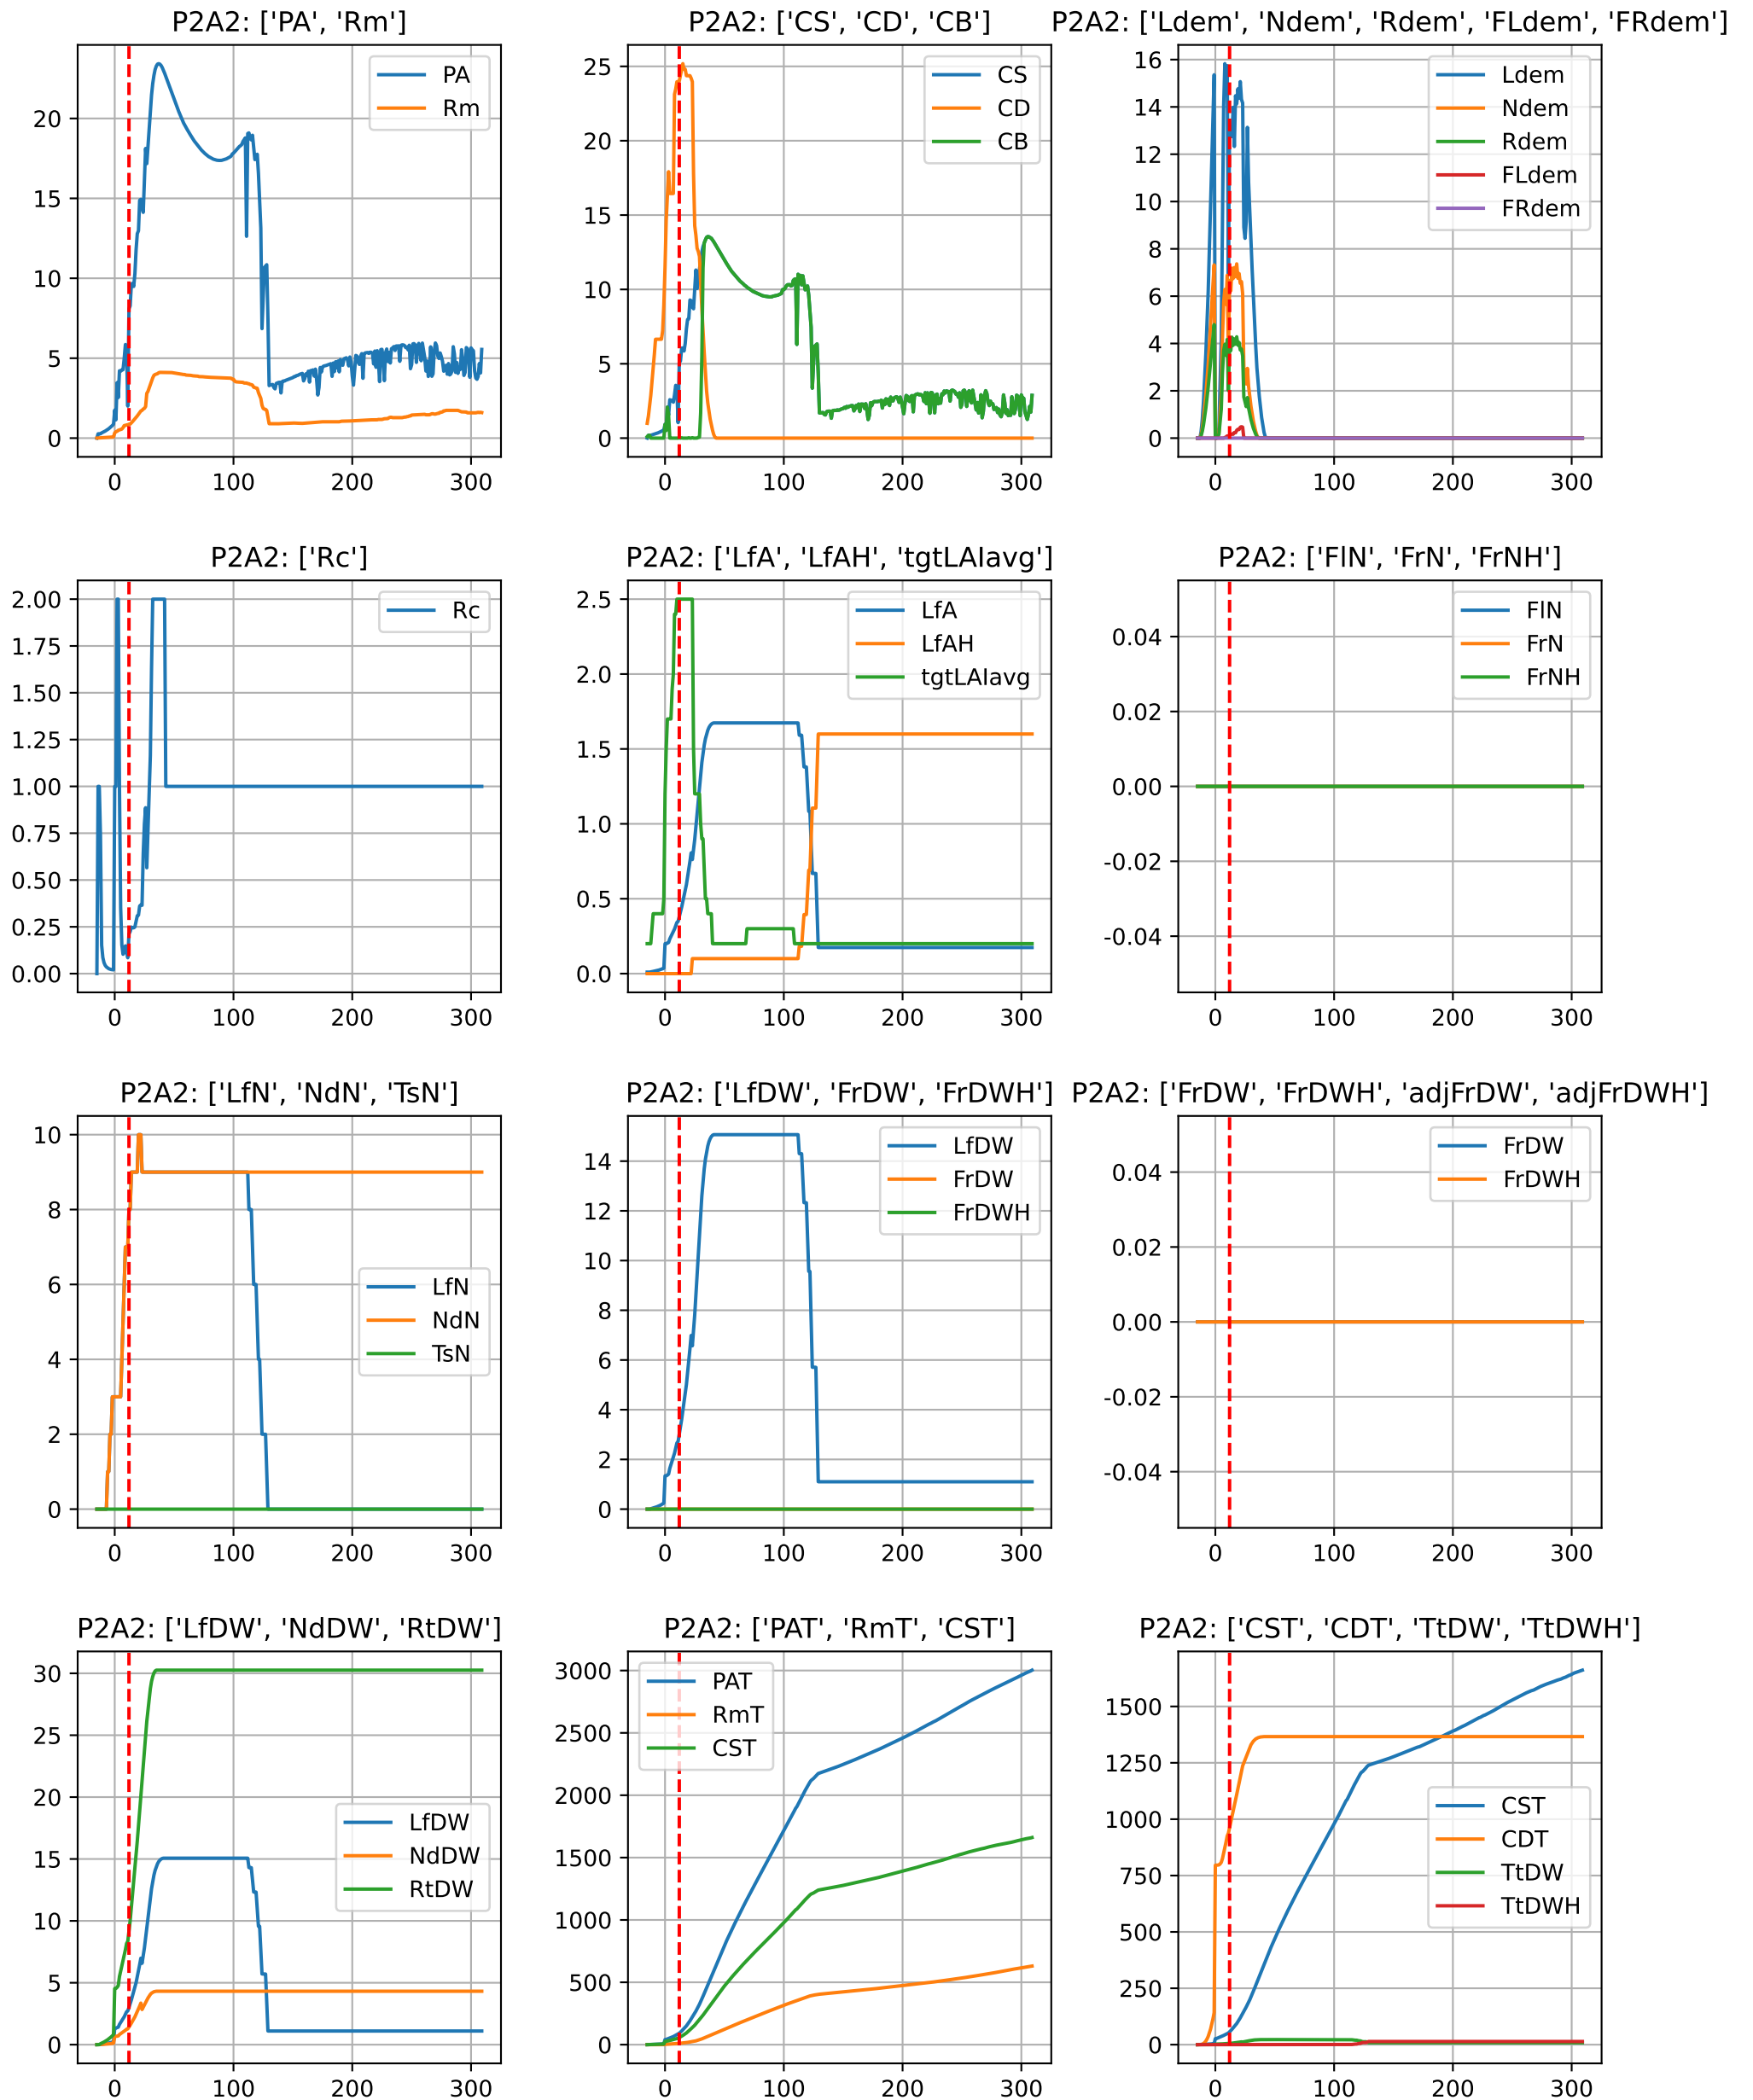 P2A2: ['PA', 'Rm']
PA
Rm
20
15
10
5
0
0 100 200 300
P2A2: ['CS', 'CD', 'CB']
CS
CD
CB
25
20
15
10
5
0
0 100 200 300
P2A2: ['Ldem', 'Ndem', 'Rdem', 'FLdem', 'FRdem']
Ldem
Ndem
Rdem
FLdem
FRdem
16
14
12
10
8
6
4
2
0
0 100 200 300
P2A2: ['Rc']
Rc
2.00
1.75
1.50
1.25
1.00
0.75
0.50
0.25
0.00
0 100 200 300
P2A2: ['LfA', 'LfAH', 'tgtLAIavg']
LfA
LfAH
tgtLAIavg
2.5
2.0
1.5
1.0
0.5
0.0
0 100 200 300
P2A2: ['FlN', 'FrN', 'FrNH']
FlN
FrN
FrNH
0.04
0.02
0.00
-0.02
-0.04
0 100 200 300
P2A2: ['LfN', 'NdN', 'TsN']
LfN
NdN
TsN
10
8
6
4
2
0
0 100 200 300
P2A2: ['LfDW', 'FrDW', 'FrDWH']
LfDW
FrDW
FrDWH
14
12
10
8
6
4
2
0
0 100 200 300
P2A2: ['FrDW', 'FrDWH', 'adjFrDW', 'adjFrDWH']
FrDW
FrDWH
0.04
0.02
0.00
-0.02
-0.04
0 100 200 300
P2A2: ['LfDW', 'NdDW', 'RtDW']
LfDW
NdDW
RtDW
30
25
20
15
10
5
0
0 100 200 300
P2A2: ['PAT', 'RmT', 'CST']
PAT
RmT
CST
3000
2500
2000
1500
1000
500
0
0 100 200 300
P2A2: ['CST', 'CDT', 'TtDW', 'TtDWH']
CST
CDT
TtDW
TtDWH
1500
1250
1000
750
500
250
0
0 100 200 300